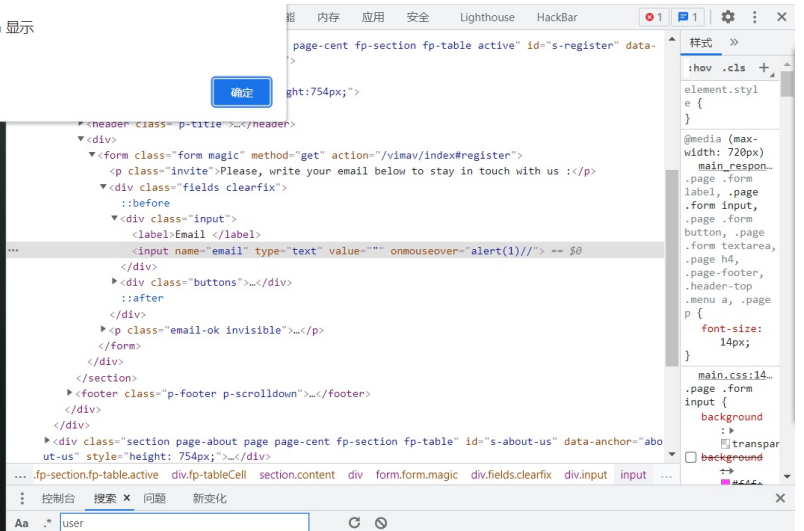 显示
确定
能 内存 应用 安全 Lighthouse HackBar 1 1
page-cent fp-section fp-table active" id="s-register" data-
">
ght:754px;">
<header class="p-title">…</header>
<div>
<form class="form magic" method="get" action="/vimav/index#register">
<p class="invite">Please, write your email below to stay in touch with us :</p>
<div class="fields clearfix">
::before
<div class="input">
<label>Email </label>
<input name="email" type="text" value="" onmouseover="alert(1)//"> == $0
</div>
<div class="buttons">…</div>
::after
</div>
<p class="email-ok invisible">…</p>
</form>
</div>
</section>
<footer class="p-footer p-scrolldown">…</footer>
</div>
</div>
<div class="section page-about page page-cent fp-section fp-table" id="s-about-us" data-anchor="abo
ut-us" style="height: 754px;">…</div>
… .fp-section.fp-table.active div.fp-tableCell section.content div form.form.magic div.fields.clearfix div.input input …
控制台 搜索 × 问题 新变化
Aa .* user
样式 »
:hov .cls +
element.styl
e {
}
@media (max-
width: 720px)
main_respon…
.page .form
label, .page
.form input,
.page .form
button, .page
.form textarea,
.page h4,
.page-footer,
.header-top
.menu a, .page
p {
font-size:
14px;
}
main.css:14…
.page .form
input {
background
:
transpar
background
: